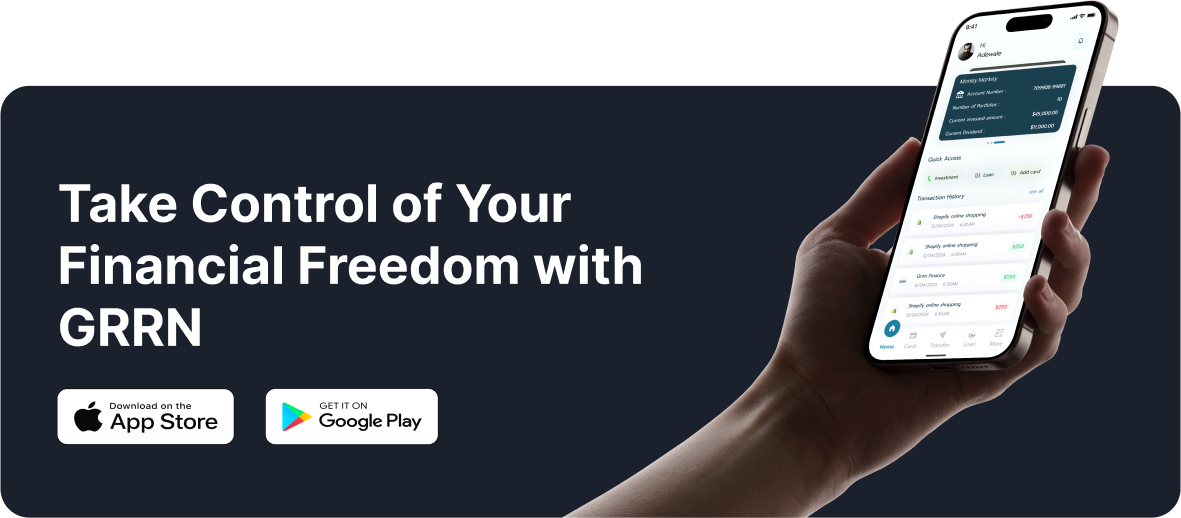 Take Control of Your
Financial Freedom with
GRRN
Download on the
App Store
GET IT ON
Google Play
9:41
Hi
Adewale
Money Market
Account Number :
Number of Portfolios :
10
Current invested amount :
$45,000.00
Current Dividend :
$11,000.00
Quick Access
Investment
Loan
Add card
Transaction History
see all
Shopify online shopping
-$250
12/04/2024 6:30AM
Shopify online shopping
$250
12/04/2024 6:30AM
Grrn Finance
$250
12/04/2024 6:30AM
Shopify online shopping
$250
12/04/2024 6:30AM
Home
Card
Transfer
Loan
More